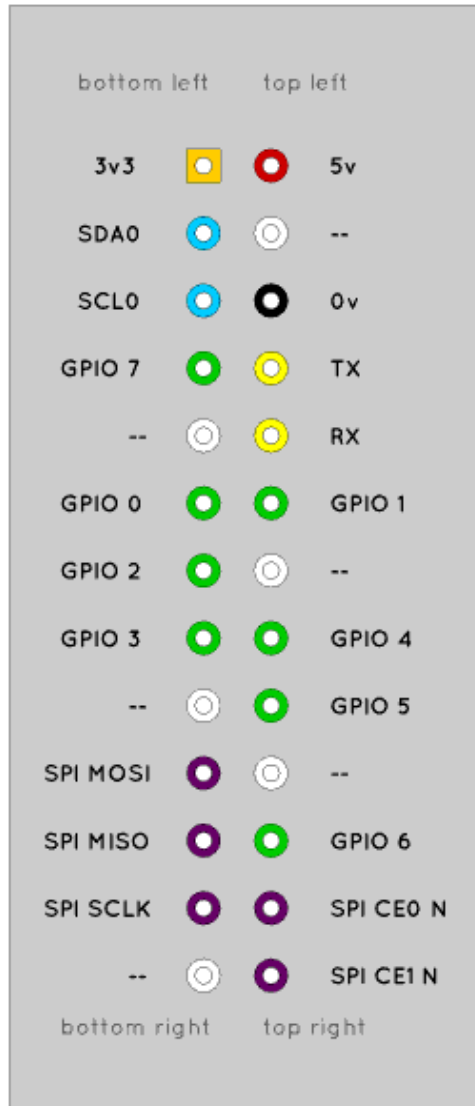 bottom left top left
3v3 5v
SDA0 --
SCL0 0v
GPIO 7 TX
-- RX
GPIO 0 GPIO 1
GPIO 2 --
GPIO 3 GPIO 4
-- GPIO 5
SPI MOSI --
SPI MISO GPIO 6
SPI SCLK SPI CE0 N
-- SPI CE1 N
bottom right top right